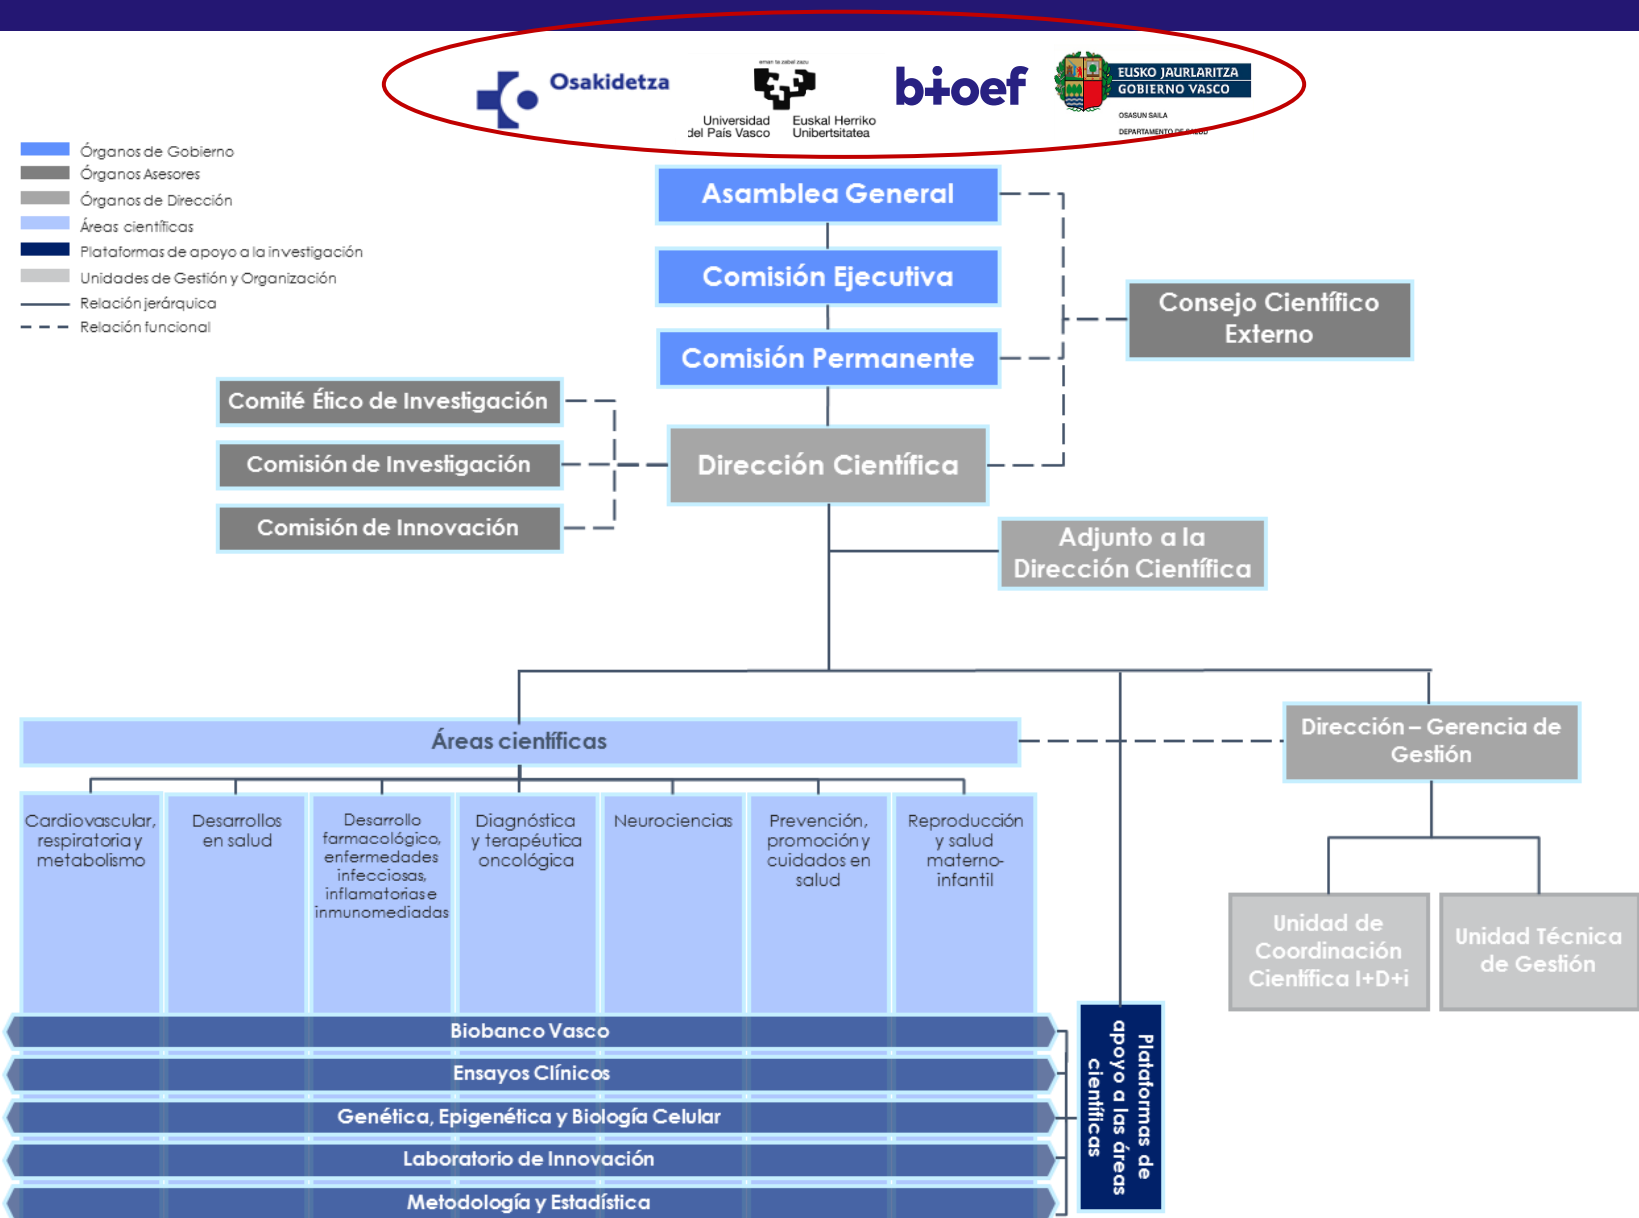 Osakidetza
eman ta zabal zazu
Universidad
del País Vasco
Euskal Herriko
Unibertsitatea
bioef
EUSKO JAURLARITZA
GOBIERNO VASCO
OSASUN SAILA
DEPARTAMENTO DE SALUD
Órganos de Gobierno
Órganos Asesores
Órganos de Dirección
Áreas científicas
Plataformas de apoyo a la investigación
Unidades de Gestión y Organización
Relación jerárquica
Relación funcional
Asamblea General
Comisión Ejecutiva
Comisión Permanente
Consejo Científico
Externo
Comité Ético de Investigación
Comisión de Investigación
Comisión de Innovación
Dirección Científica
Adjunto a la
Dirección Científica
Áreas científicas
Dirección – Gerencia de
Gestión
Cardiovascular,
respiratoria y
metabolismo
Desarrollos
en salud
Desarrollo
farmacológico,
enfermedades
infecciosas,
inflamatorias e
inmunomediadas
Diagnóstica
y terapéutica
oncológica
Neurociencias
Prevención,
promoción y
cuidados en
salud
Reproducción
y salud
materno-
infantil
Unidad de
Coordinación
Científica I+D+i
Unidad Técnica
de Gestión
Biobanco Vasco
Ensayos Clínicos
Genética, Epigenética y Biología Celular
Laboratorio de Innovación
Metodología y Estadística
Plataformas de
apoyo a las áreas
científicas